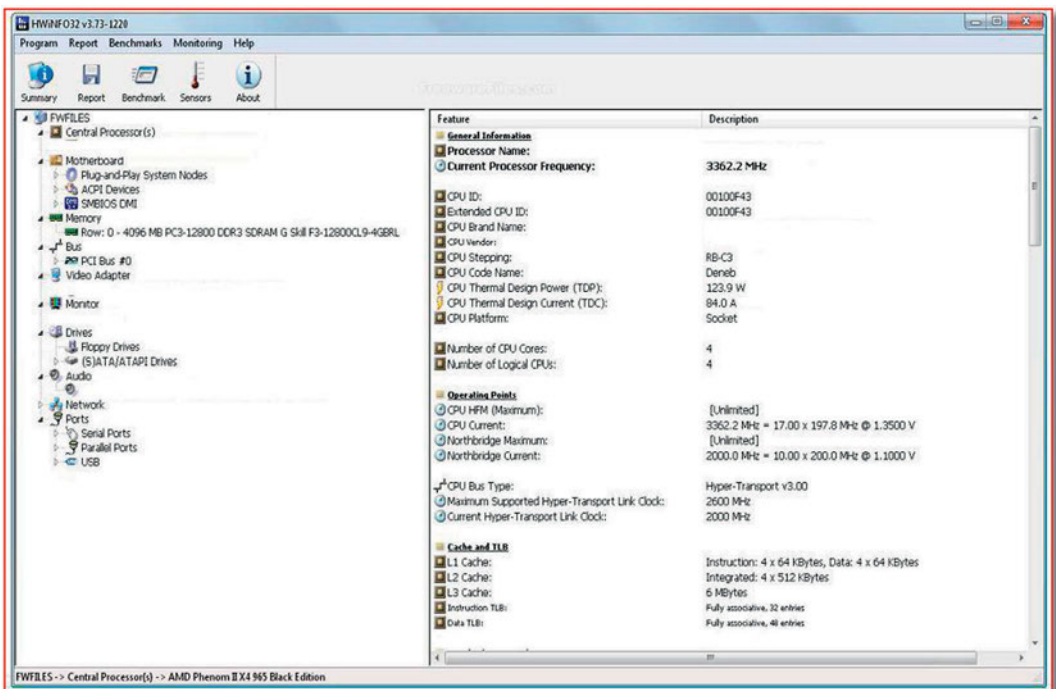 HWiNFO32 v3.73-1220
Program Report Benchmarks Monitoring Help
Summary Report Benchmark Sensors About
FWFILES
Central Processor(s)
Motherboard
Plug-and-Play System Nodes
ACPI Devices
SMBIOS DMI
Memory
Row: 0 - 4096 MB PC3-12800 DDR3 SDRAM G Skill F3-12800CL9-4GBRL
Bus
PCI Bus #0
Video Adapter
Monitor
Drives
Floppy Drives
(S)ATA/ATAPI Drives
Audio
Network
Ports
Serial Ports
Parallel Ports
USB
Feature Description
General Information
Processor Name:
Current Processor Frequency: 3362.2 MHz
CPU ID: 00100F43
Extended CPU ID: 00100F43
CPU Brand Name:
CPU Vendor:
CPU Stepping: RB-C3
CPU Code Name: Deneb
CPU Thermal Design Power (TDP): 123.9 W
CPU Thermal Design Current (TDC): 84.0 A
CPU Platform: Socket
Number of CPU Cores: 4
Number of Logical CPUs: 4
Operating Points
CPU HFM (Maximum): [Unlimited]
CPU Current: 3362.2 MHz = 17.00 x 197.8 MHz @ 1.3500 V
Northbridge Maximum: [Unlimited]
Northbridge Current: 2000.0 MHz = 10.00 x 200.0 MHz @ 1.1000 V
CPU Bus Type: Hyper-Transport v3.00
Maximum Supported Hyper-Transport Link Clock: 2600 MHz
Current Hyper-Transport Link Clock: 2000 MHz
Cache and TLB
L1 Cache: Instruction: 4 x 64 KBytes, Data: 4 x 64 KBytes
L2 Cache: Integrated: 4 x 512 KBytes
L3 Cache: 6 MBytes
Instruction TLB: Fully associative, 32 entries
Data TLB: Fully associative, 48 entries
FWFILES -> Central Processor(s) -> AMD Phenom II X4 965 Black Edition